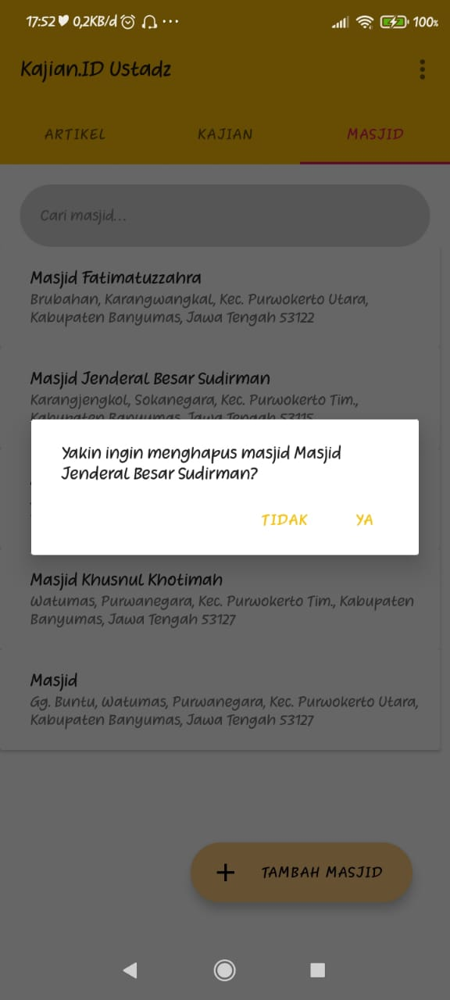 17:52 0,2KB/d ... 100%
Kajian.ID Ustadz
ARTIKEL KAJIAN MASJID
Cari masjid...
Masjid Fatimatuzzahra
Brubahan, Karangwangkal, Kec. Purwokerto Utara,
Kabupaten Banyumas, Jawa Tengah 53122
Masjid Jenderal Besar Sudirman
Karangjengkol, Sokanegara, Kec. Purwokerto Tim.,
Kabupaten Banyumas, Jawa Tengah 53115
Yakin ingin menghapus masjid Masjid
Jenderal Besar Sudirman?
TIDAK YA
Masjid Khusnul Khotimah
Watumas, Purwanegara, Kec. Purwokerto Tim., Kabupaten
Banyumas, Jawa Tengah 53127
Masjid
Gg. Buntu, Watumas, Purwanegara, Kec. Purwokerto Utara,
Kabupaten Banyumas, Jawa Tengah 53127
+ TAMBAH MASJID